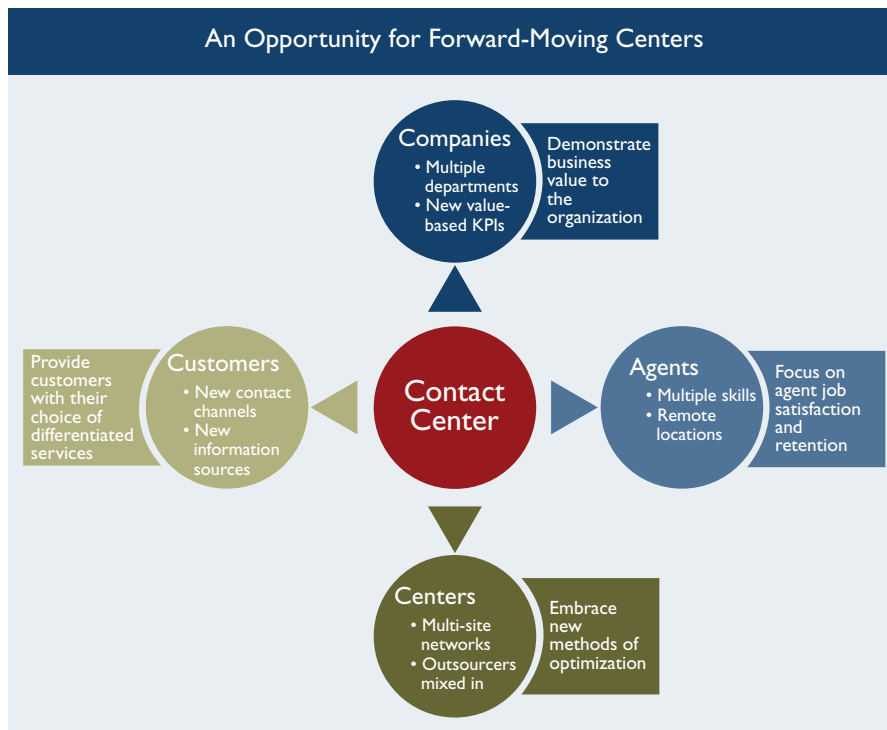 An Opportunity for Forward-Moving Centers
Companies
• Multiple
departments
• New value-
based KPIs
Demonstrate
business
value to
the
organization
Provide
customers
with their
choice of
differentiated
services
Customers
• New contact
channels
• New
information
sources
Contact
Center
Agents
• Multiple skills
• Remote
locations
Focus on
agent job
satisfaction
and
retention
Centers
• Multi-site
networks
• Outsourcers
mixed in
Embrace
new
methods of
optimization